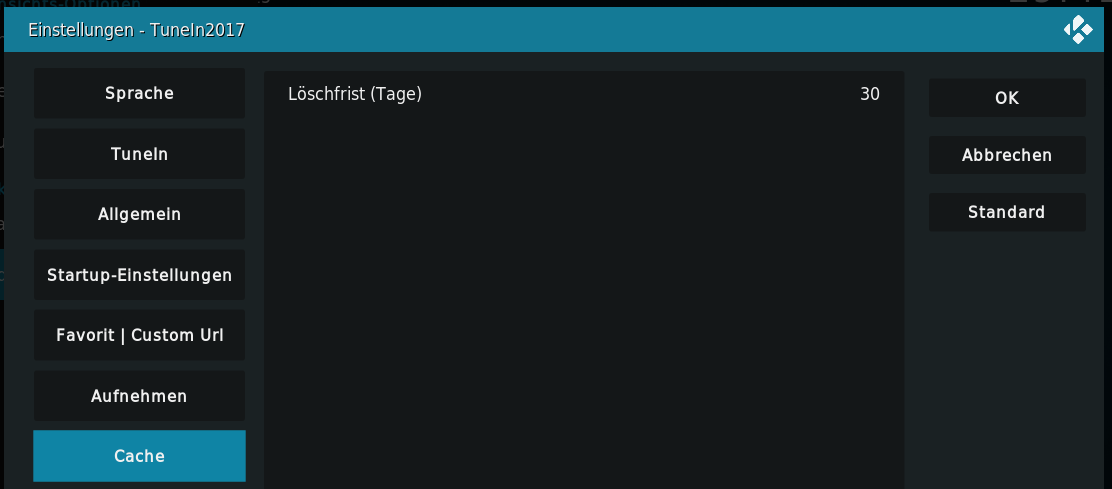 Einstellungen - TuneIn2017
Sprache
TuneIn
Allgemein
Startup-Einstellungen
Favorit | Custom Url
Aufnehmen
Cache
Löschfrist (Tage) 30
OK
Abbrechen
Standard